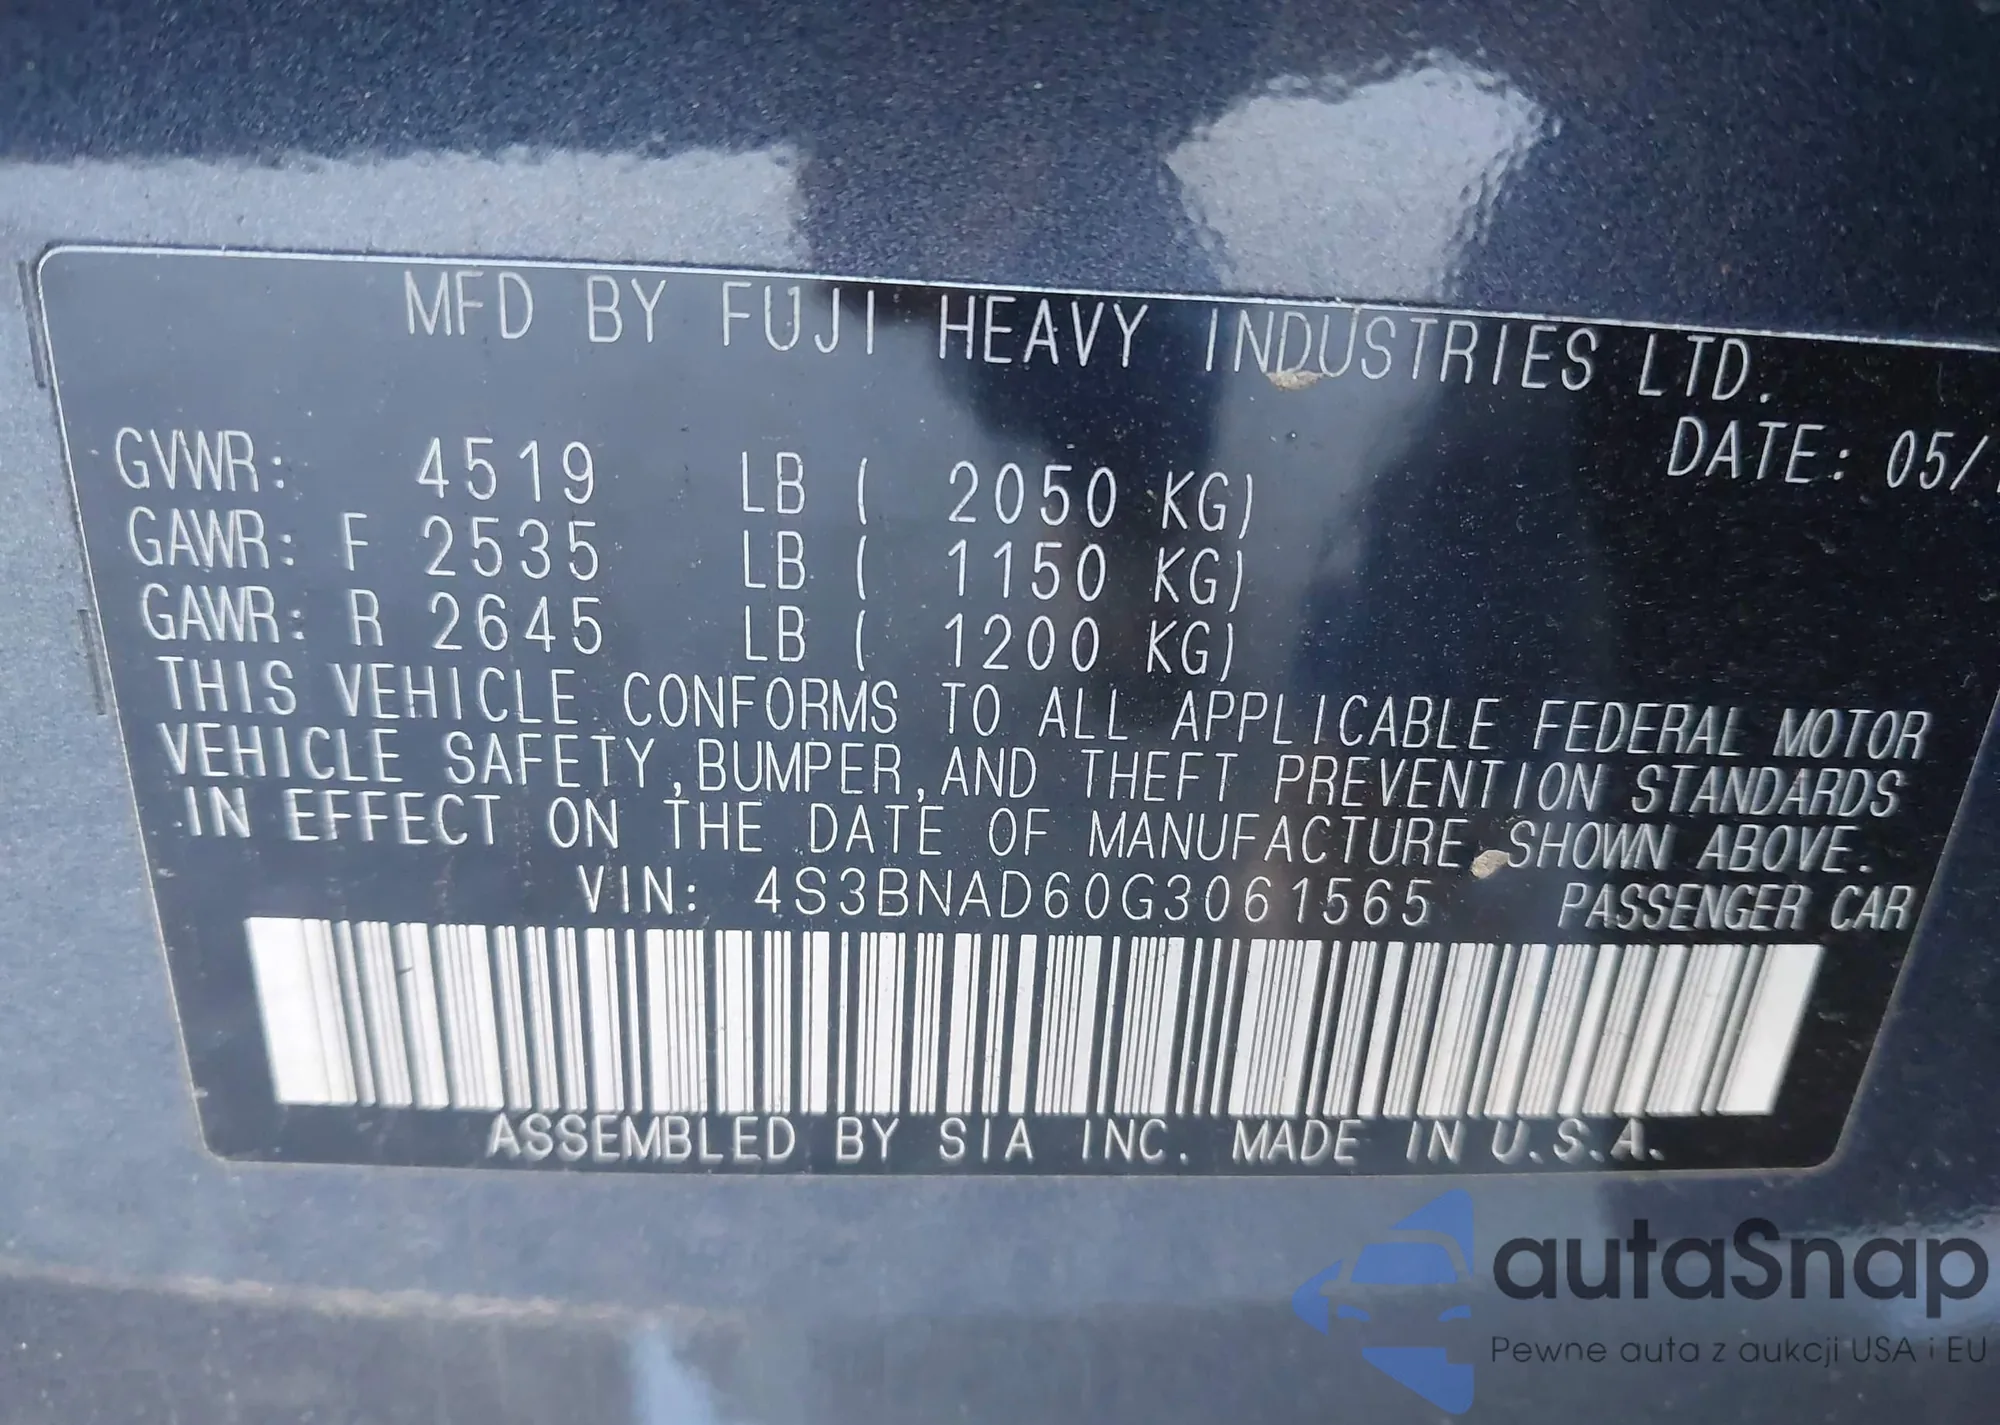 MFD BY FUJI HEAVY INDUSTRIES LTD.
DATE: 05/
GVWR: 4519 LB ( 2050 KG)
GAWR: F 2535 LB ( 1150 KG)
GAWR: R 2645 LB ( 1200 KG)
THIS VEHICLE CONFORMS TO ALL APPLICABLE FEDERAL MOTOR
VEHICLE SAFETY,BUMPER,AND THEFT PREVENTION STANDARDS
IN EFFECT ON THE DATE OF MANUFACTURE SHOWN ABOVE.
VIN: 4S3BNAD60G3061565 PASSENGER CAR
ASSEMBLED BY SIA INC. MADE IN U.S.A.
autaSnap
Pewne auta z aukcji USA i EU